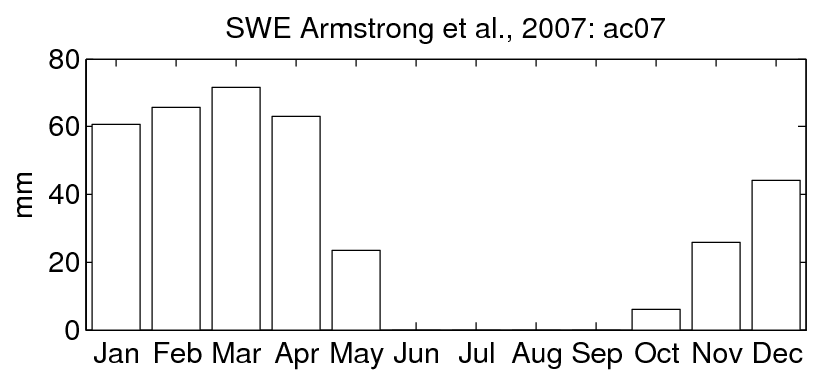 SWE Armstrong et al., 2007: ac07
80
60
40
20
0
mm
Jan Feb Mar Apr May Jun Jul Aug Sep Oct Nov Dec